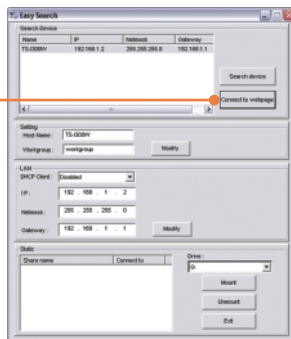 Easy Search
Search Device
Name IP Netmask Gateway
TS-I300W 192.168.1.2 255.255.255.0 192.168.1.1
Search device
Connect to webpage
Setting
Host Name : TS-I300W
Workgroup : workgroup Modify
LAN
DHCP Client : Disabled
IP : 192 . 168 . 1 . 2
Netmask : 255 . 255 . 255 . 0
Gateway : 192 . 168 . 1 . 1 Modify
Static
Share name Connect to
Drive :
Mount
Unmount
Exit